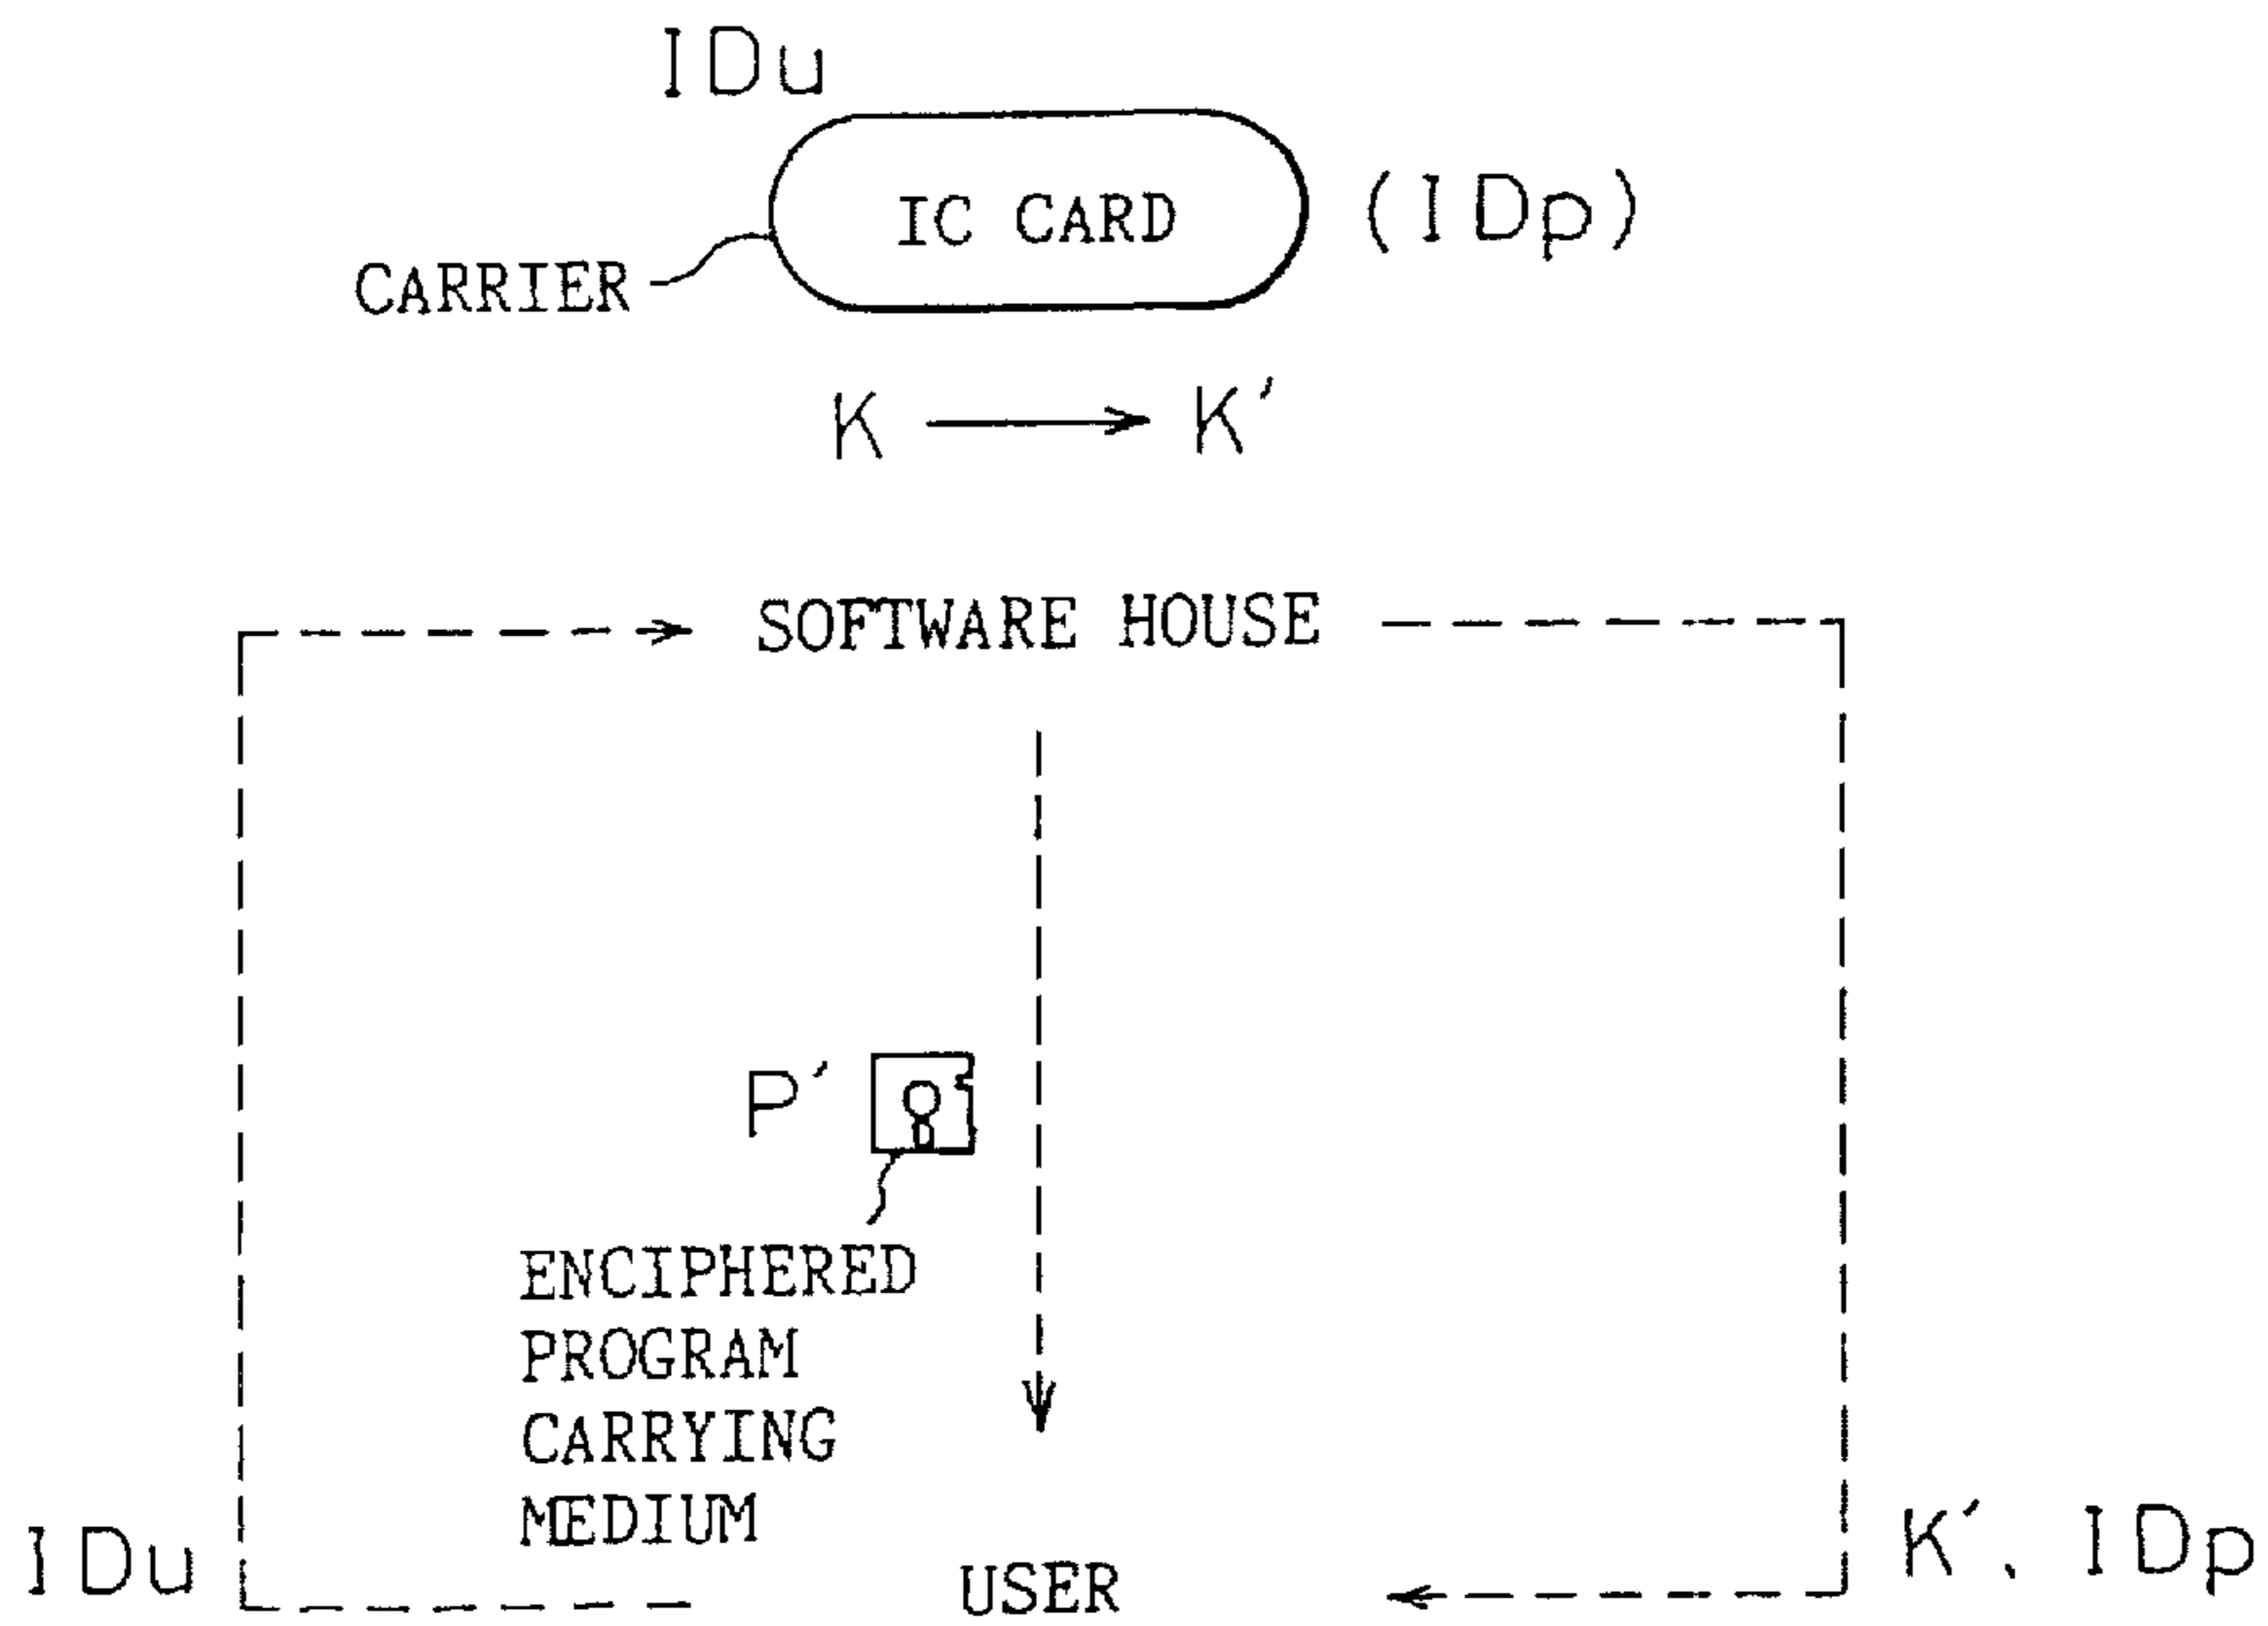 IDu
IC CARD
(IDp)
CARRIER
K
K′
SOFTWARE HOUSE
P′
ENCIPHERED
PROGRAM
CARRYING
MEDIUM
IDu
USER
K′. IDp